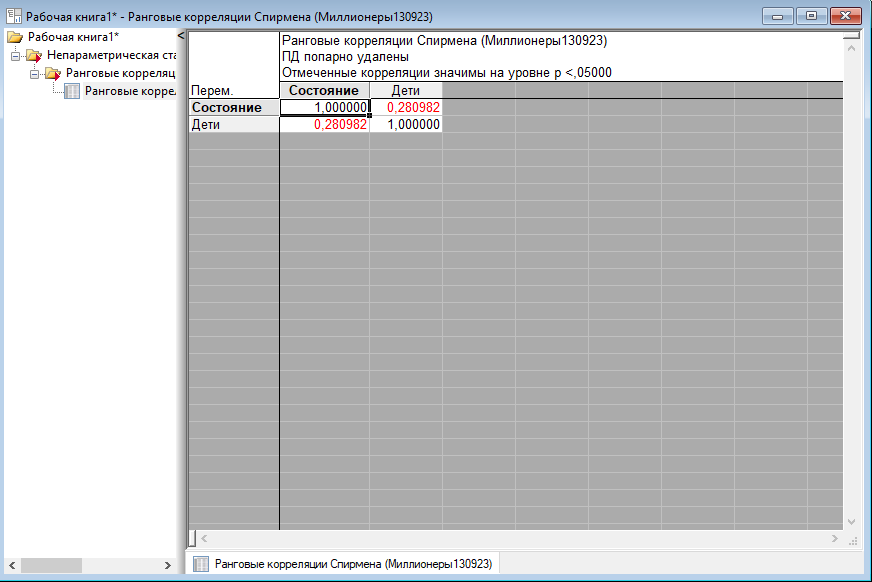 Рабочая книга1* - Ранговые корреляции Спирмена (Миллионеры130923)
Рабочая книга1*
Непараметрическая ста
Ранговые корреляц
Ранговые корре.
Ранговые корреляции Спирмена (Миллионеры130923)
ПД попарно удалены
Отмеченные корреляции значимы на уровне p <,05000
Перем. Состояние Дети
Состояние 1,000000 0,280982
Дети 0,280982 1,000000
Ранговые корреляции Спирмена (Миллионеры130923)